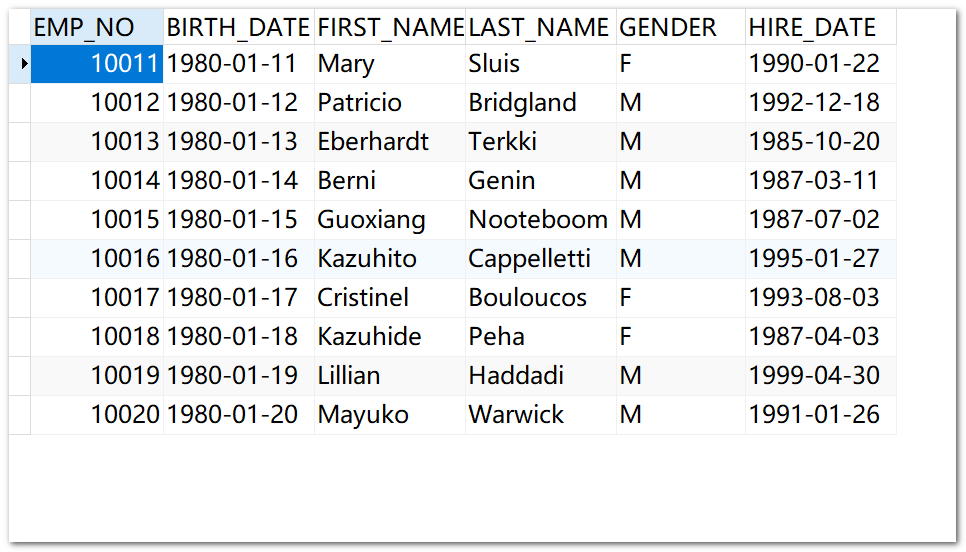 EMP_NO BIRTH_DATE FIRST_NAME LAST_NAME GENDER HIRE_DATE
10011 1980-01-11 Mary Sluis F 1990-01-22
10012 1980-01-12 Patricio Bridgland M 1992-12-18
10013 1980-01-13 Eberhardt Terkki M 1985-10-20
10014 1980-01-14 Berni Genin M 1987-03-11
10015 1980-01-15 Guoxiang Nooteboom M 1987-07-02
10016 1980-01-16 Kazuhito Cappelletti M 1995-01-27
10017 1980-01-17 Cristinel Bouloucos F 1993-08-03
10018 1980-01-18 Kazuhide Peha F 1987-04-03
10019 1980-01-19 Lillian Haddadi M 1999-04-30
10020 1980-01-20 Mayuko Warwick M 1991-01-26